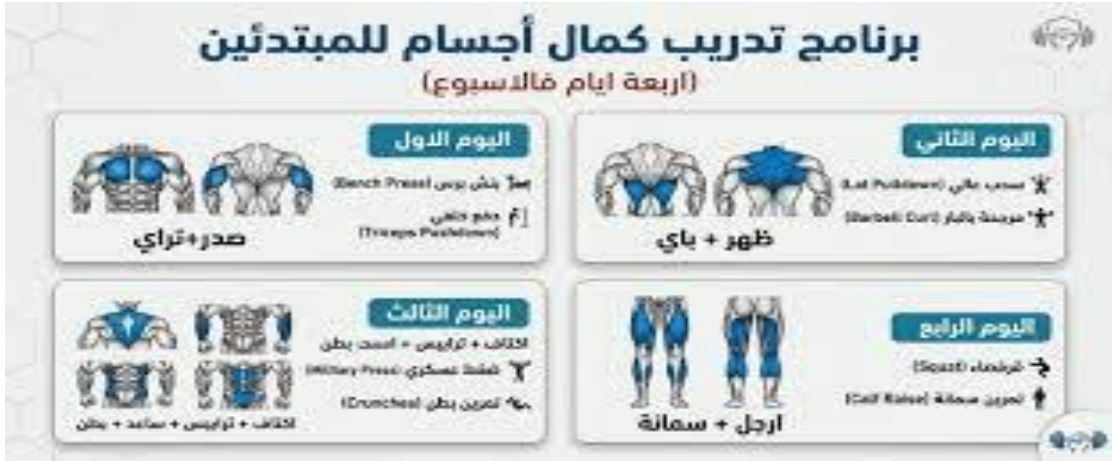 برنامج تدريب كمال أجسام للمبتدئين
(اربعة ايام فالاسبوع)
اليوم الاول
بنش برس (Bench Press)
دفع خلفي
(Triceps Pushdown)
صدر+تراي
اليوم الثاني
سحب عالي (Lat Pulldown)
مرجحة بالبار (Barbell Curl)
ظهر + باي
اليوم الثالث
اكتاف + ترابيس + بطن
ضغط عسكري (Military Press)
تمرين بطن (Crunches)
اكتاف + ترابيس + ساعد + بطن
اليوم الرابع
قرفصاء (Squat)
تمرين سمانة (Calf Raise)
ارجل + سمانة